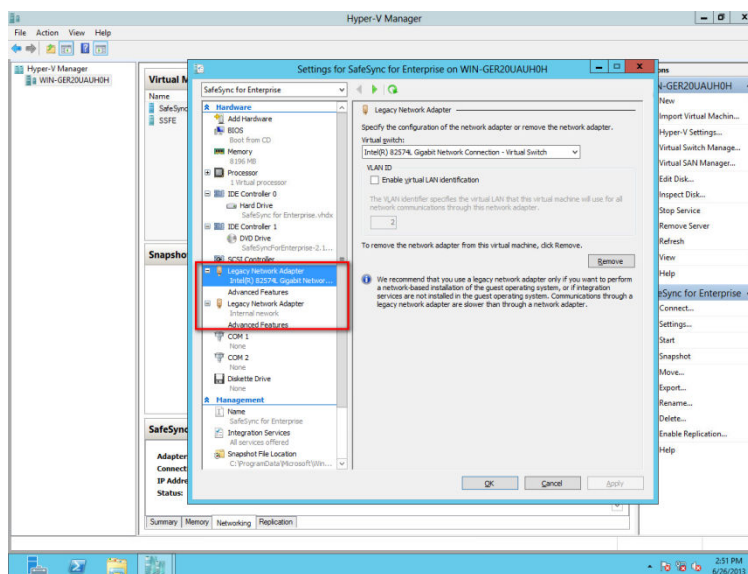 Hyper-V Manager
File Action View Help
Hyper-V Manager
WIN-GER20UAUH0H
Virtual M
Name
SafeSync
SSFE
Snapshot
SafeSync
Adapter
Connect
IP Addre
Status:
Summary Memory Networking Replication
Settings for SafeSync for Enterprise on WIN-GER20UAUH0H
SafeSync for Enterprise
Hardware
Add Hardware
BIOS
Boot from CD
Memory
8196 MB
Processor
1 Virtual processor
IDE Controller 0
Hard Drive
SafeSync for Enterprise.vhdx
IDE Controller 1
DVD Drive
SafeSyncForEnterprise-2.1...
SCSI Controller
Legacy Network Adapter
Intel(R) 82574L Gigabit Networ...
Advanced Features
Legacy Network Adapter
Internal nework
Advanced Features
COM 1
None
COM 2
None
Diskette Drive
None
Management
Name
SafeSync for Enterprise
Integration Services
All services offered
Snapshot File Location
C:\ProgramData\Microsoft\Win...
Legacy Network Adapter
Specify the configuration of the network adapter or remove the network adapter.
Virtual switch:
Intel(R) 82574L Gigabit Network Connection - Virtual Switch
VLAN ID
Enable virtual LAN identification
The VLAN identifier specifies the virtual LAN that this virtual machine will use for all
network communications through this network adapter.
2
To remove the network adapter from this virtual machine, click Remove.
Remove
We recommend that you use a legacy network adapter only if you want to perform
a network-based installation of the guest operating system, or if integration
services are not installed in the guest operating system. Communications through a
legacy network adapter are slower than through a network adapter.
OK Cancel Apply
ons
N-GER20UAUH0H
New
Import Virtual Machin...
Hyper-V Settings...
Virtual Switch Manage...
Virtual SAN Manager...
Edit Disk...
Inspect Disk...
Stop Service
Remove Server
Refresh
View
Help
eSync for Enterprise
Connect...
Settings...
Start
Snapshot
Move...
Export...
Rename...
Delete...
Enable Replication...
Help
2:51 PM
6/26/2013